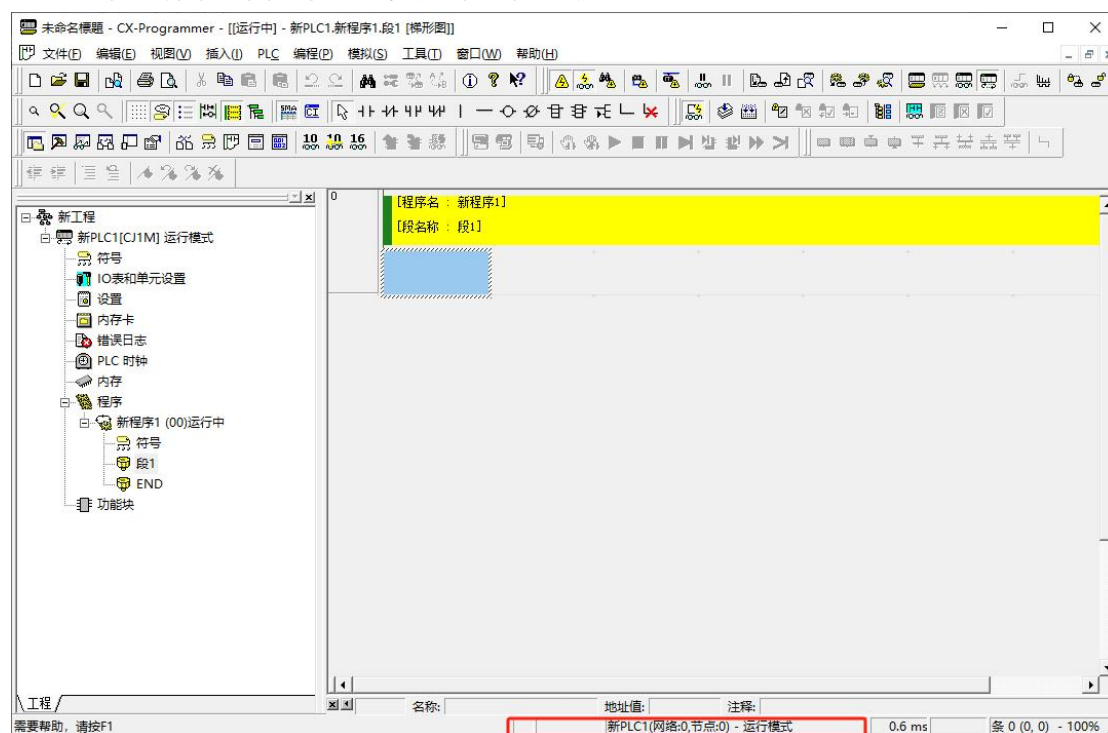 未命名標題 - CX-Programmer - [[运行中] - 新PLC1.新程序1.段1 [梯形图]]
文件(F) 编辑(E) 视图(V) 插入(I) PLC 编程(P) 模拟(S) 工具(T) 窗口(W) 帮助(H)
10 10 16
0
[程序名 : 新程序1]
[段名称 : 段1]
新工程
新PLC1[CJ1M] 运行模式
符号
IO表和单元设置
设置
内存卡
错误日志
PLC 时钟
内存
程序
新程序1 (00)运行中
符号
段1
END
功能块
工程
名称: 地址值: 注释:
需要帮助，请按F1 新PLC1(网络:0,节点:0) - 运行模式 0.6 ms 条 0 (0, 0) - 100%